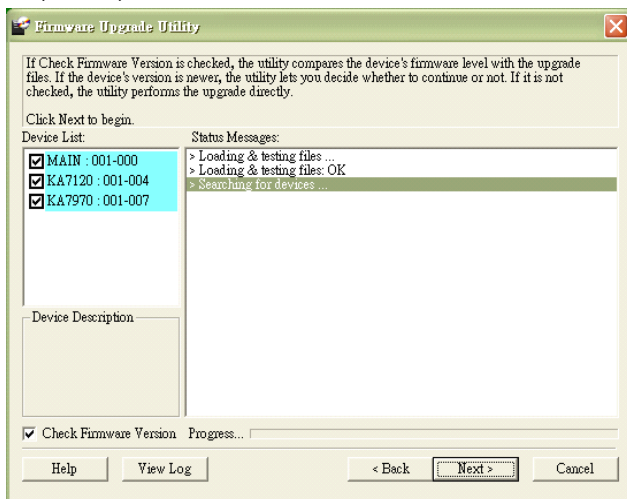 Firmware Upgrade Utility
If Check Firmware Version is checked, the utility compares the device's firmware level with the upgrade
files. If the device's version is newer, the utility lets you decide whether to continue or not. If it is not
checked, the utility performs the upgrade directly.
Click Next to begin.
Device List:
Status Messages:
MAIN : 001-000
KA7120 : 001-004
KA7970 : 001-007
> Loading & testing files ...
> Loading & testing files: OK
> Searching for devices ...
Device Description
Check Firmware Version
Progress...
Help
View Log
< Back
Next >
Cancel